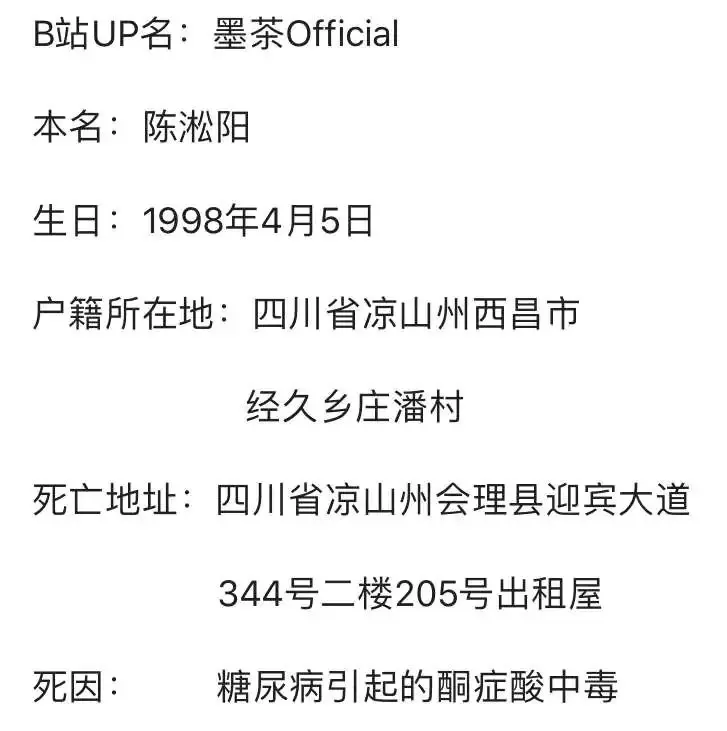 B站UP名：墨茶Official
本名：陈淞阳
生日：1998年4月5日
户籍所在地：四川省凉山州西昌市
经久乡庄潘村
死亡地址：四川省凉山州会理县迎宾大道
344号二楼205号出租屋
死因：糖尿病引起的酮症酸中毒